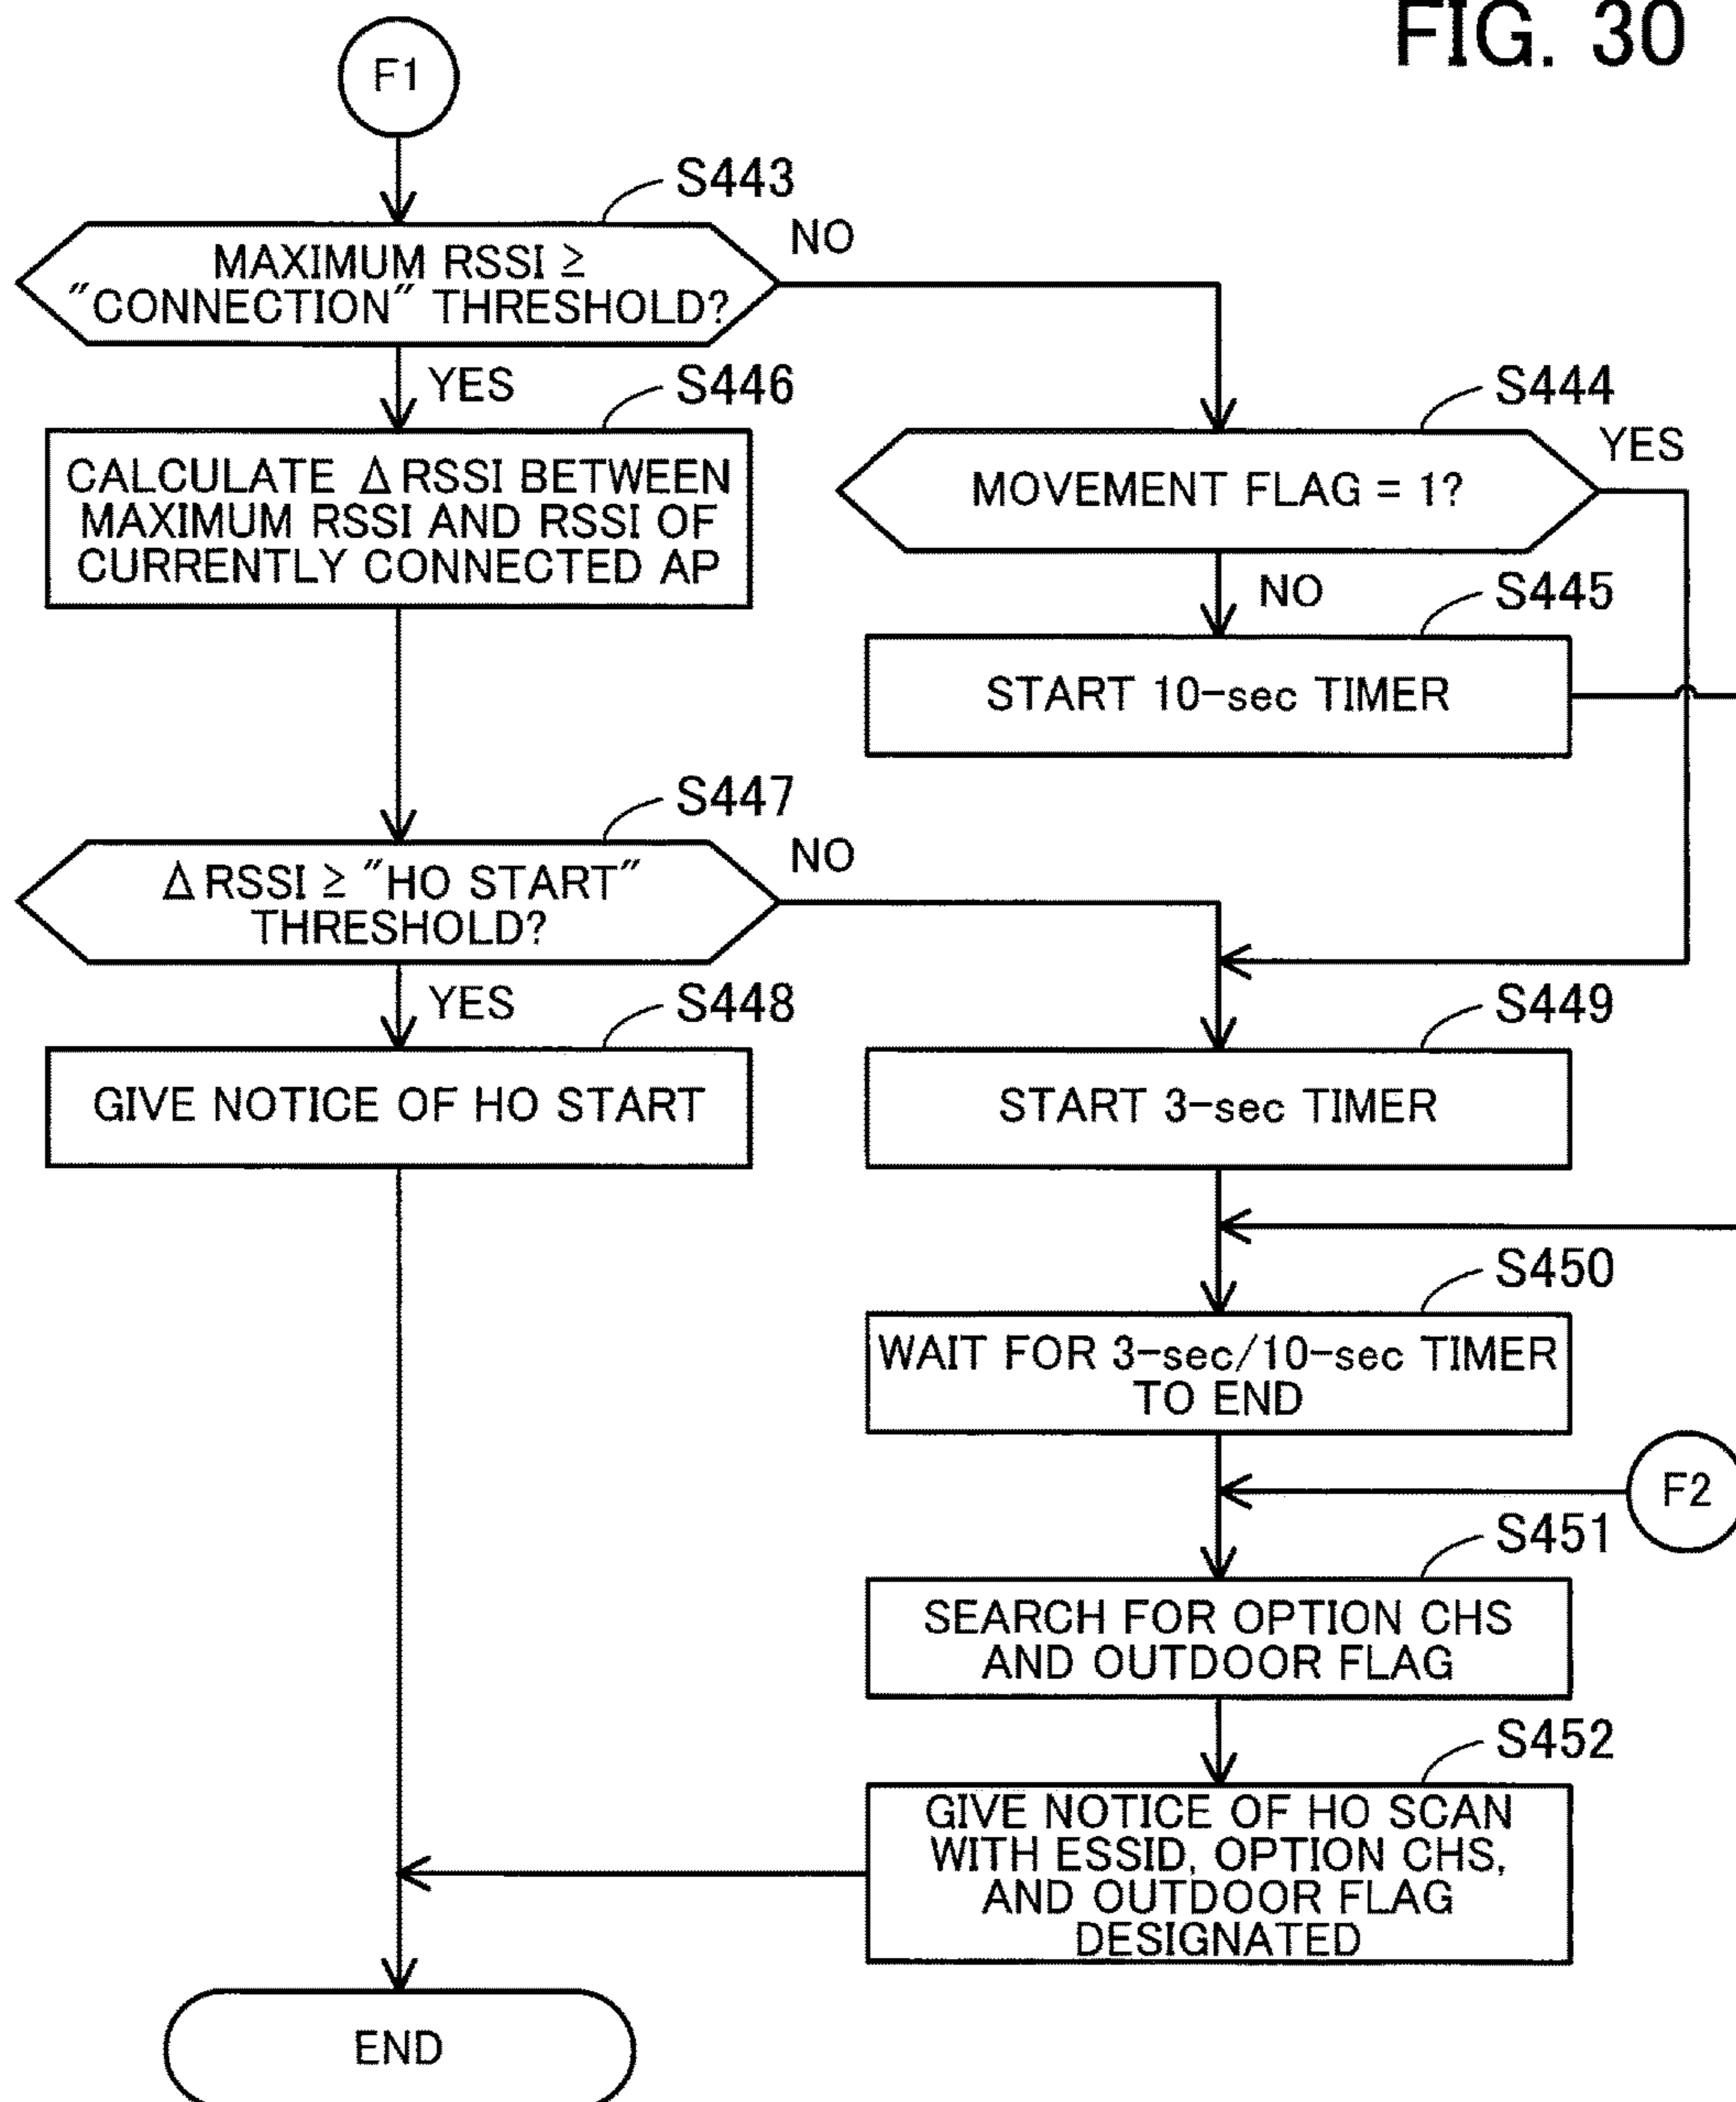 FIG. 30
F1
S443
MAXIMUM RSSI ≥
"CONNECTION" THRESHOLD?
NO
YES
S446
CALCULATE Δ RSSI BETWEEN
MAXIMUM RSSI AND RSSI OF
CURRENTLY CONNECTED AP
S444
MOVEMENT FLAG = 1?
YES
NO
S445
START 10-sec TIMER
S447
Δ RSSI ≥ "HO START"
THRESHOLD?
NO
YES
S448
GIVE NOTICE OF HO START
S449
START 3-sec TIMER
S450
WAIT FOR 3-sec/10-sec TIMER
TO END
F2
S451
SEARCH FOR OPTION CHS
AND OUTDOOR FLAG
S452
GIVE NOTICE OF HO SCAN
WITH ESSID, OPTION CHS,
AND OUTDOOR FLAG
DESIGNATED
END